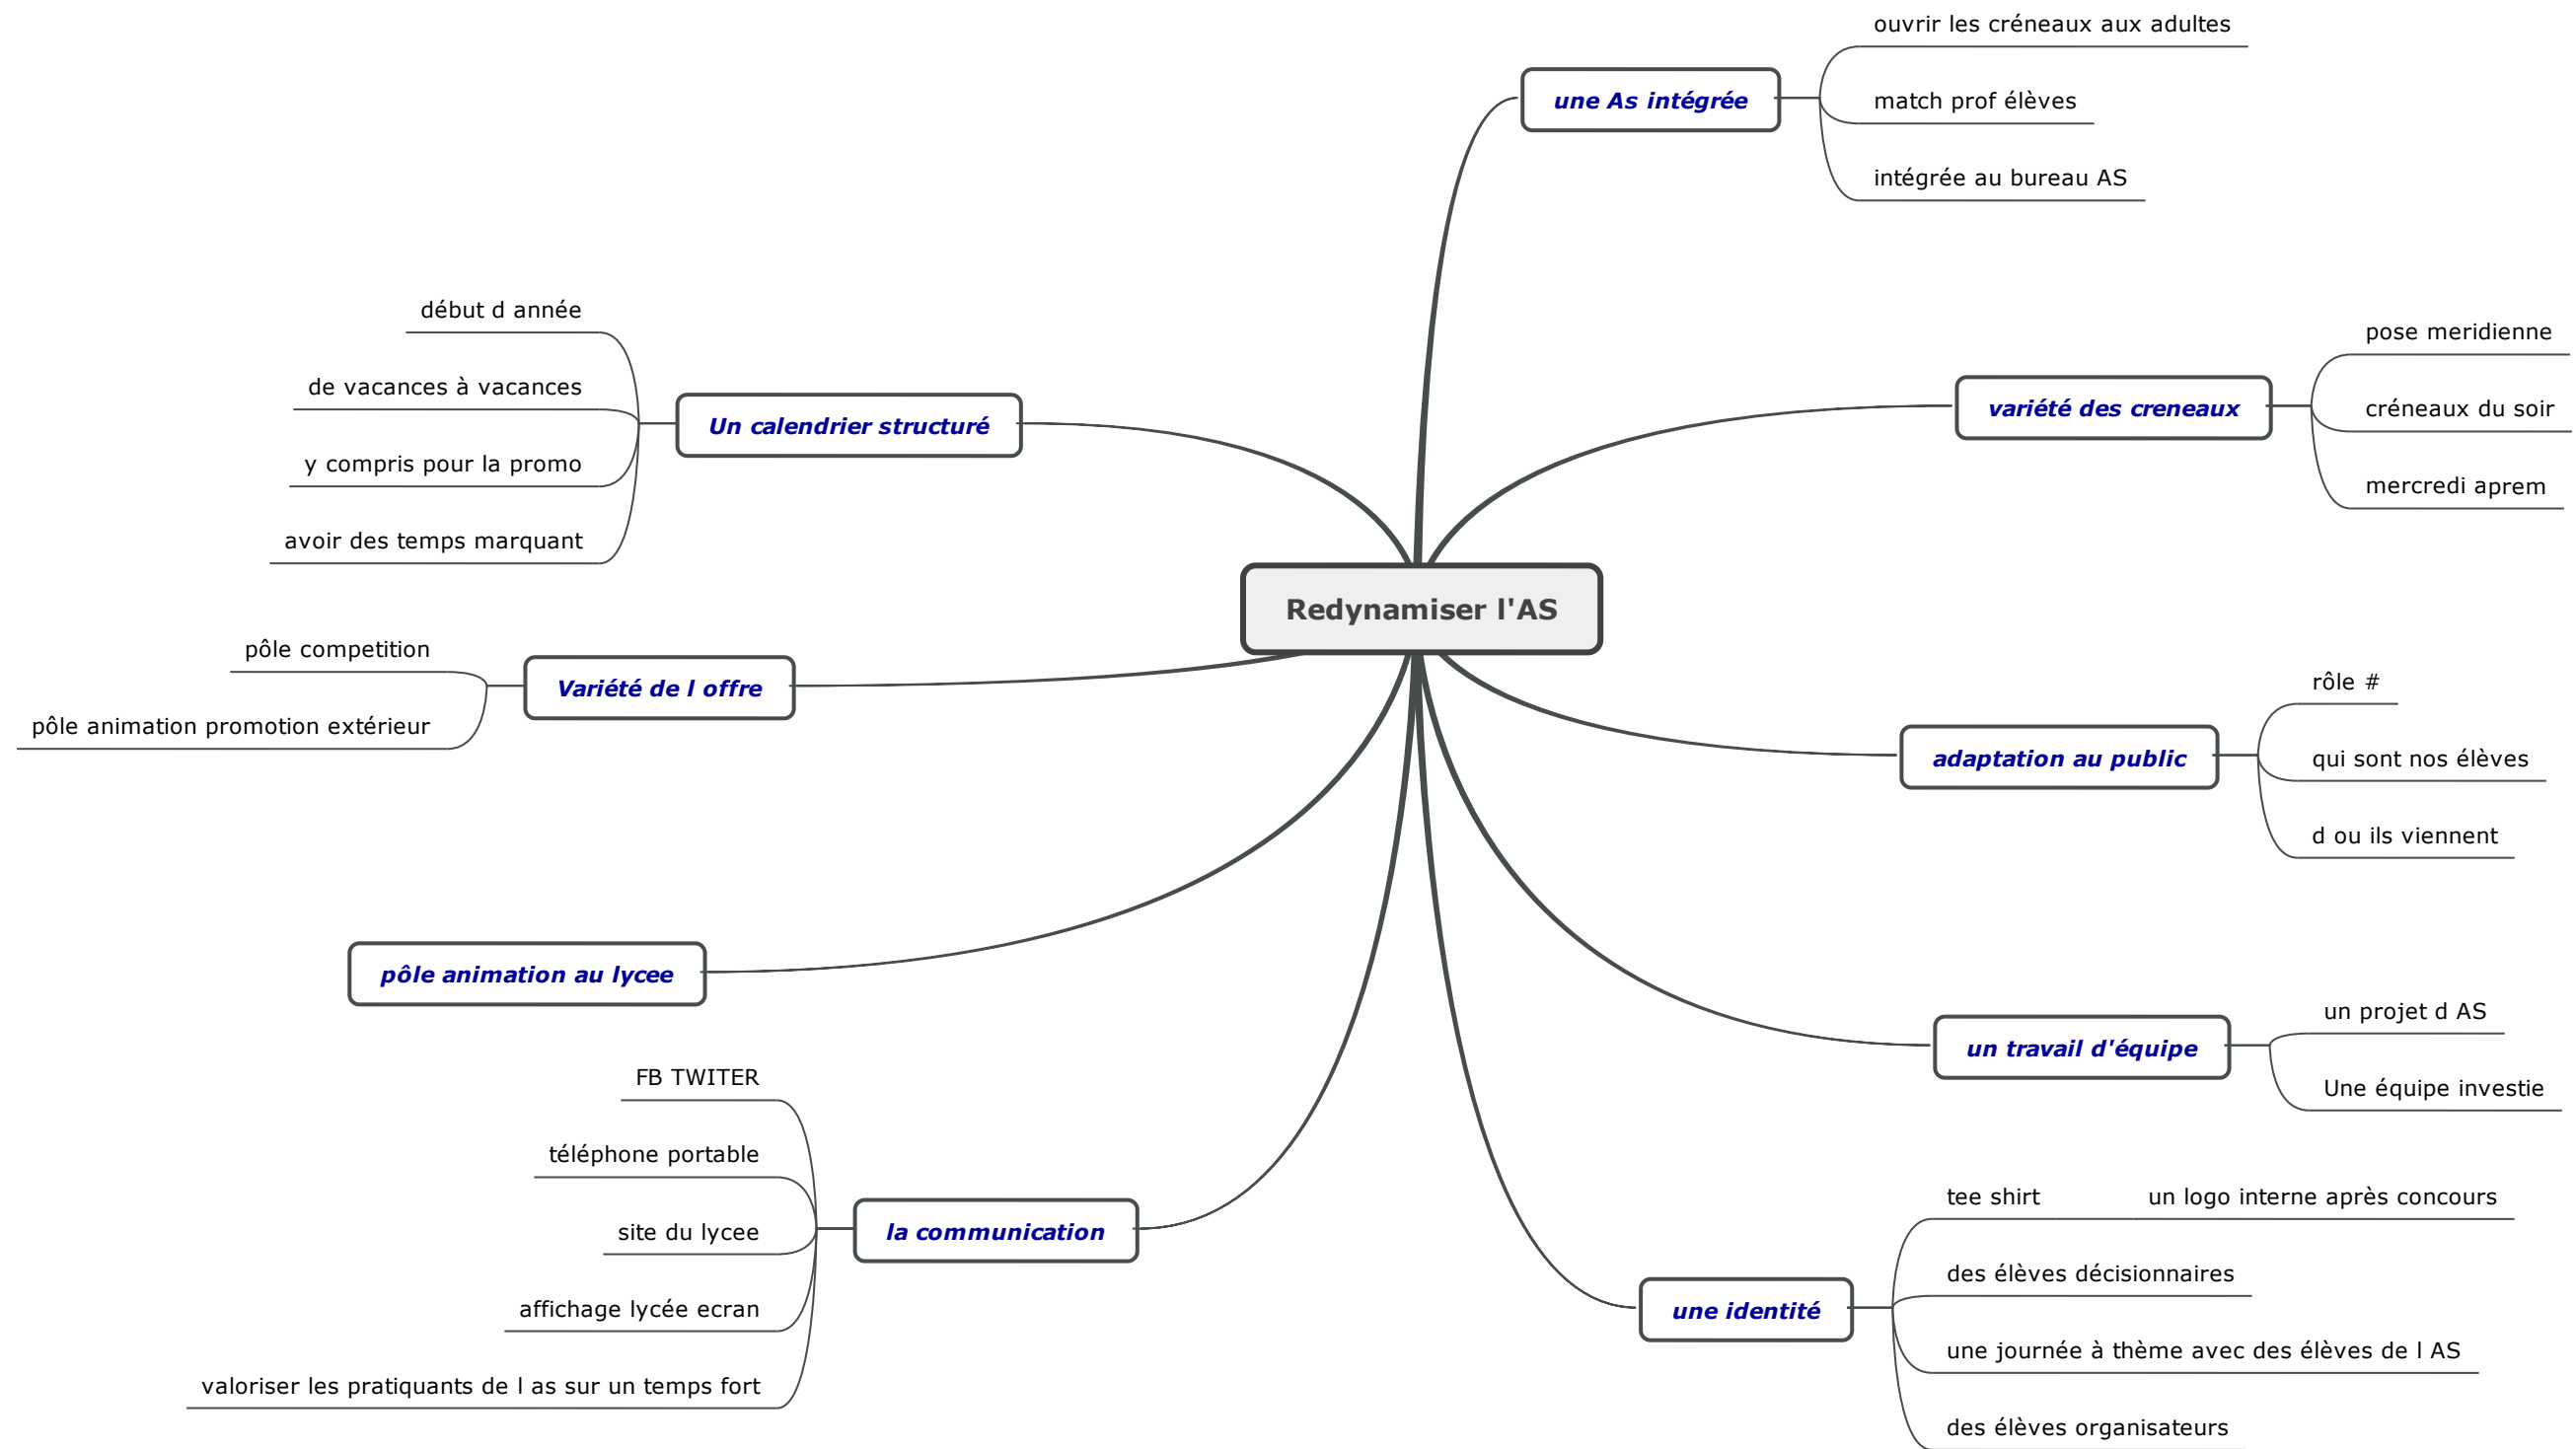 Redynamiser l'AS
une As intégrée
ouvrir les créneaux aux adultes
match prof élèves
intégrée au bureau AS
variété des creneaux
pose meridienne
créneaux du soir
mercredi aprem
adaptation au public
rôle #
qui sont nos élèves
d ou ils viennent
un travail d'équipe
un projet d AS
Une équipe investie
une identité
tee shirt
un logo interne après concours
des élèves décisionnaires
une journée à thème avec des élèves de l AS
des élèves organisateurs
Un calendrier structuré
début d année
de vacances à vacances
y compris pour la promo
avoir des temps marquant
Variété de l offre
pôle competition
pôle animation promotion extérieur
pôle animation au lycee
la communication
FB TWITER
téléphone portable
site du lycee
affichage lycée ecran
valoriser les pratiquants de l as sur un temps fort